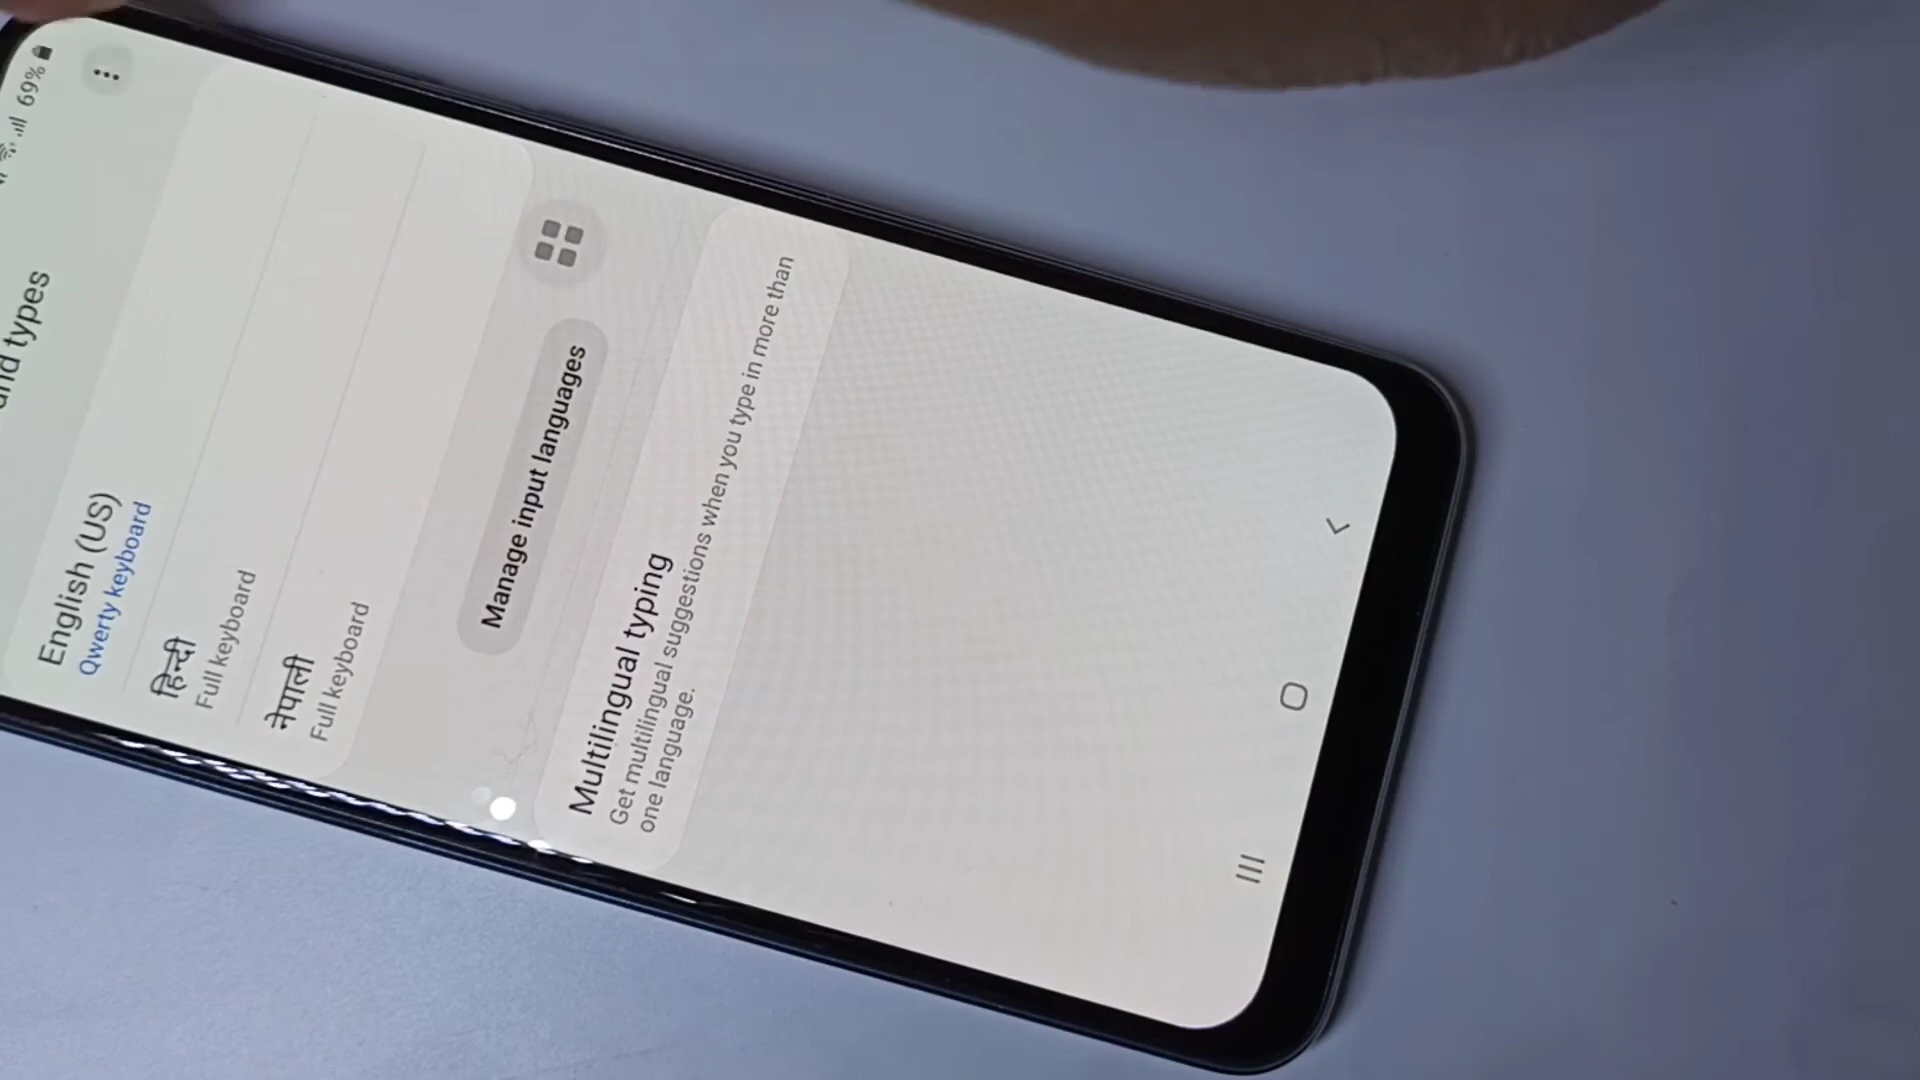 69%
and types
English (US)
Qwerty keyboard
हिन्दी
Full keyboard
नेपाली
Full keyboard
Manage input languages
Multilingual typing
Get multilingual suggestions when you type in more than
one language.